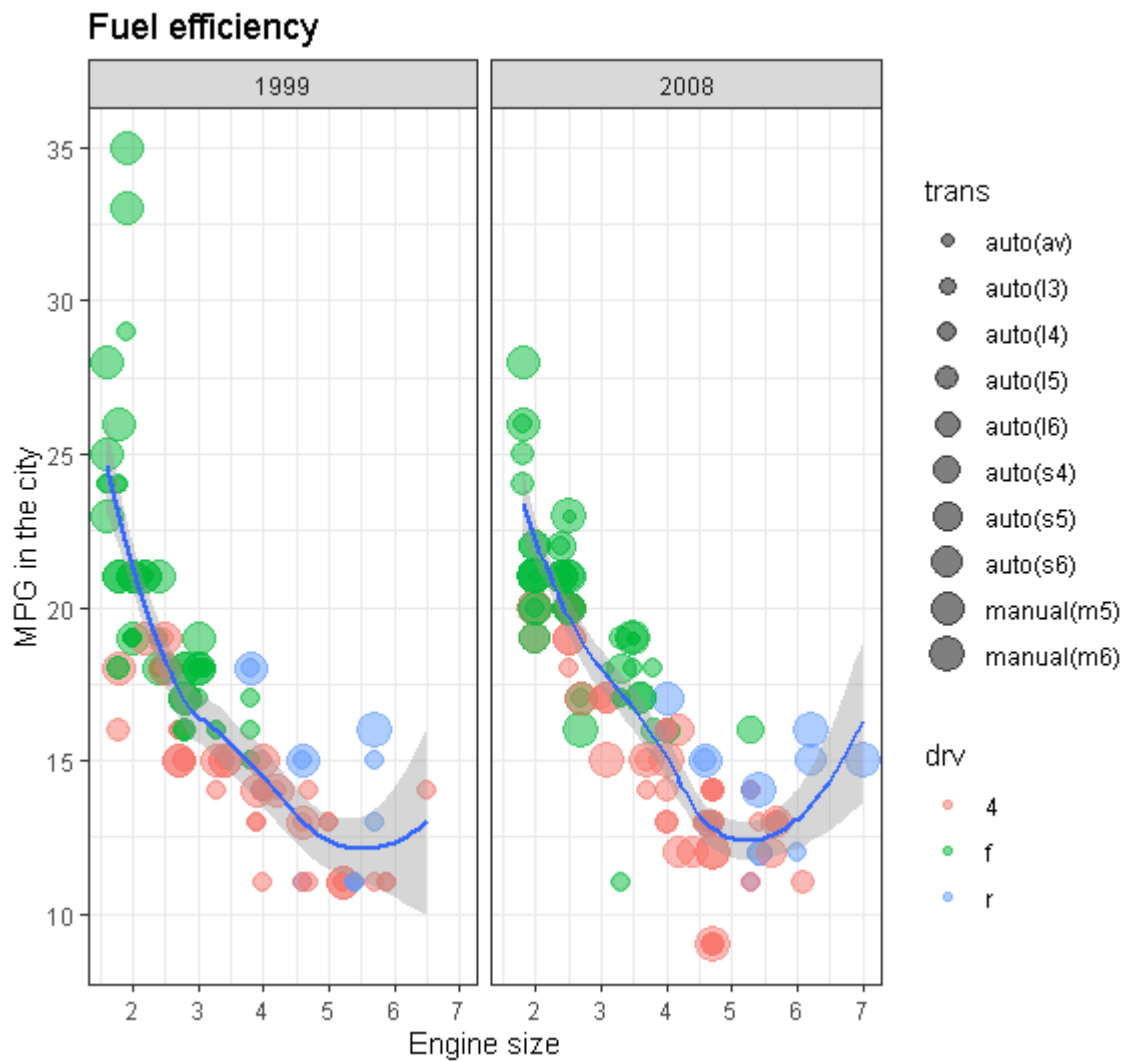 Fuel efficiency
1999
2008
MPG in the city
35
30
25
20
15
10
2 3 4 5 6 7
2 3 4 5 6 7
Engine size
trans
auto(av)
auto(l3)
auto(l4)
auto(l5)
auto(l6)
auto(s4)
auto(s5)
auto(s6)
manual(m5)
manual(m6)
drv
4
f
r